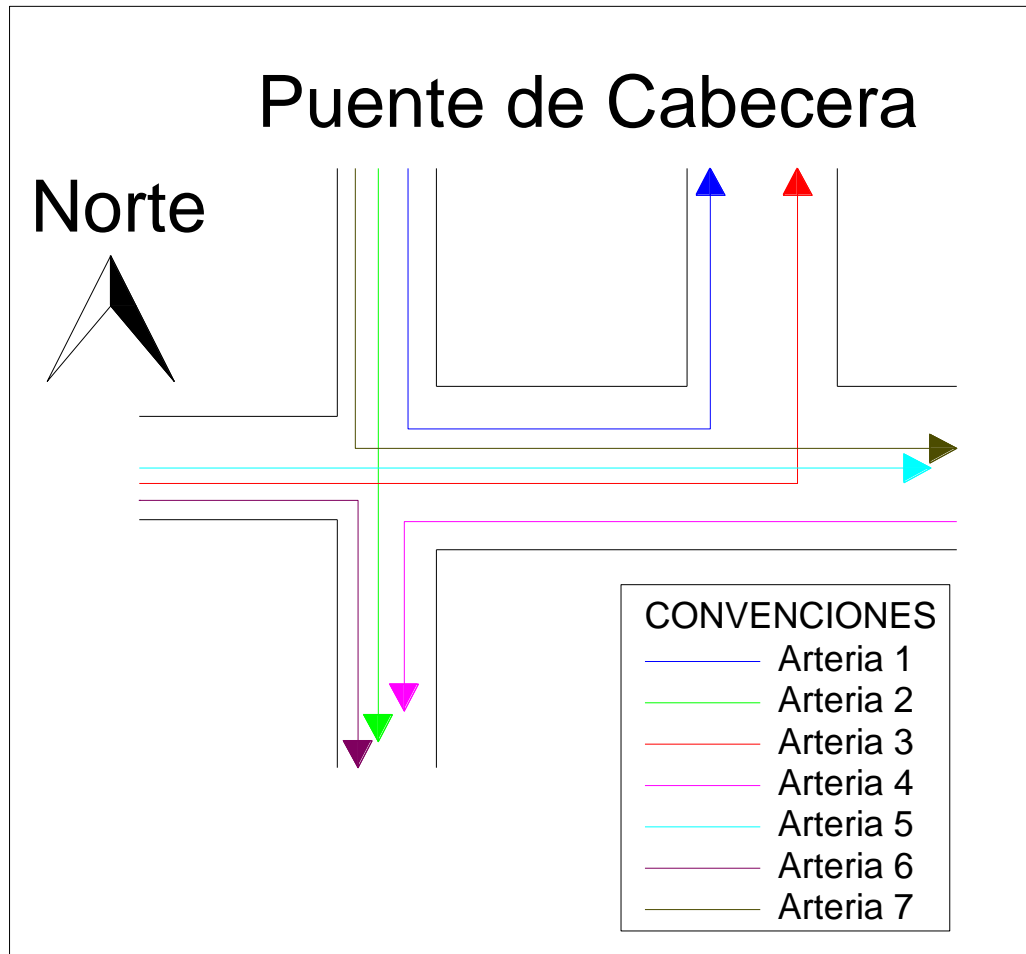 Puente de Cabecera
Norte
CONVENCIONES
Arteria 1
Arteria 2
Arteria 3
Arteria 4
Arteria 5
Arteria 6
Arteria 7